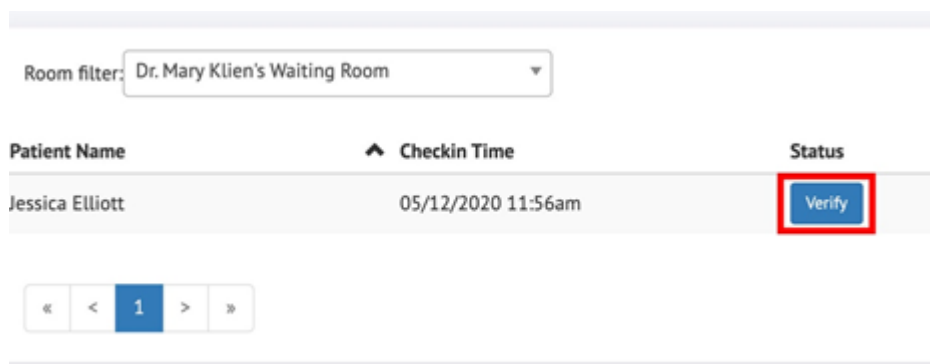 Room filter: Dr. Mary Klien's Waiting Room
Patient Name Checkin Time Status
Jessica Elliott 05/12/2020 11:56am Verify
« < 1 > »